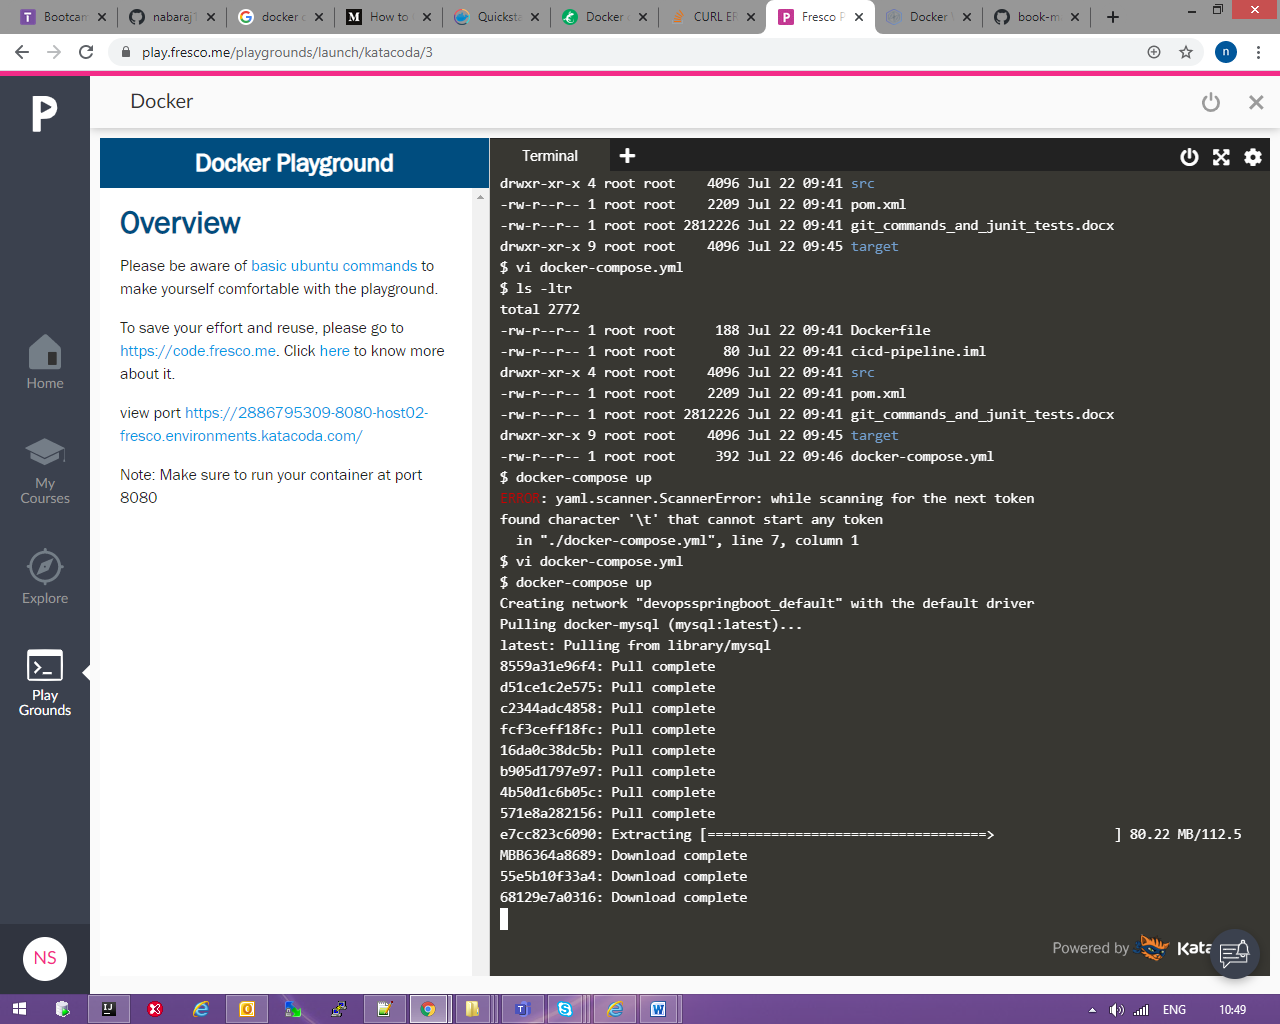 Bootcam
nabaraj1
docker c
How to
Quicksta
Docker
CURL ER
Fresco P
Docker
book-m
play.fresco.me/playgrounds/launch/katacoda/3
n
P
Docker
Home
My
Courses
Explore
Play
Grounds
NS
Docker Playground
Overview
Please be aware of basic ubuntu commands to
make yourself comfortable with the playground.
To save your effort and reuse, please go to
https://code.fresco.me. Click here to know more
about it.
view port https://2886795309-8080-host02-
fresco.environments.katacoda.com/
Note: Make sure to run your container at port
8080
Terminal
drwxr-xr-x 4 root root    4096 Jul 22 09:41 src
-rw-r--r-- 1 root root    2209 Jul 22 09:41 pom.xml
-rw-r--r-- 1 root root 2812226 Jul 22 09:41 git_commands_and_junit_tests.docx
drwxr-xr-x 9 root root    4096 Jul 22 09:45 target
$ vi docker-compose.yml
$ ls -ltr
total 2772
-rw-r--r-- 1 root root     188 Jul 22 09:41 Dockerfile
-rw-r--r-- 1 root root      80 Jul 22 09:41 cicd-pipeline.iml
drwxr-xr-x 4 root root    4096 Jul 22 09:41 src
-rw-r--r-- 1 root root    2209 Jul 22 09:41 pom.xml
-rw-r--r-- 1 root root 2812226 Jul 22 09:41 git_commands_and_junit_tests.docx
drwxr-xr-x 9 root root    4096 Jul 22 09:45 target
-rw-r--r-- 1 root root     392 Jul 22 09:46 docker-compose.yml
$ docker-compose up
ERROR: yaml.scanner.ScannerError: while scanning for the next token
found character '\t' that cannot start any token
  in "./docker-compose.yml", line 7, column 1
$ vi docker-compose.yml
$ docker-compose up
Creating network "devopsspringboot_default" with the default driver
Pulling docker-mysql (mysql:latest)...
latest: Pulling from library/mysql
8559a31e96f4: Pull complete
d51ce1c2e575: Pull complete
c2344adc4858: Pull complete
fcf3ceff18fc: Pull complete
16da0c38dc5b: Pull complete
b905d1797e97: Pull complete
4b50d1c6b05c: Pull complete
571e8a282156: Pull complete
e7cc823c6090: Extracting [===================================>               ] 80.22 MB/112.5
MBB6364a8689: Download complete
55e5b10f33a4: Download complete
68129e7a0316: Download complete
Powered by Kata
ENG
10:49